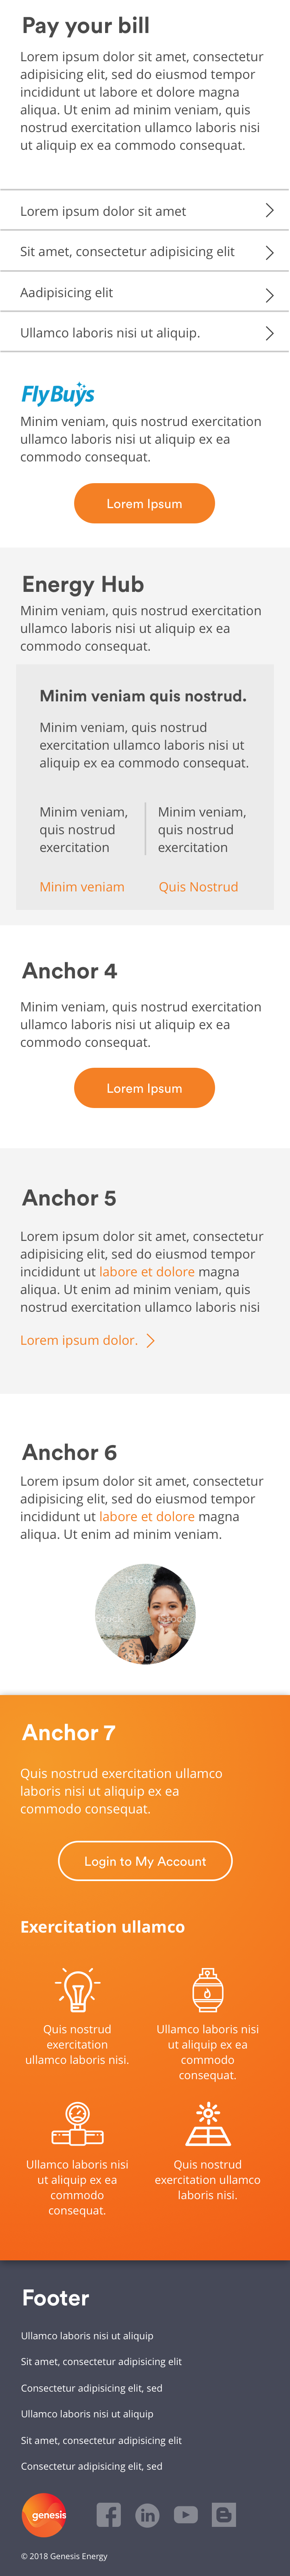 Pay your bill
Lorem ipsum dolor sit amet, consectetur
adipisicing elit, sed do eiusmod tempor
incididunt ut labore et dolore magna
aliqua. Ut enim ad minim veniam, quis
nostrud exercitation ullamco laboris nisi
ut aliquip ex ea commodo consequat.
Lorem ipsum dolor sit amet
Sit amet, consectetur adipisicing elit
Aadipisicing elit
Ullamco laboris nisi ut aliquip.
FlyBuys
Minim veniam, quis nostrud exercitation
ullamco laboris nisi ut aliquip ex ea
commodo consequat.
Lorem Ipsum
Energy Hub
Minim veniam, quis nostrud exercitation
ullamco laboris nisi ut aliquip ex ea
commodo consequat.
Minim veniam quis nostrud.
Minim veniam, quis nostrud
exercitation ullamco laboris nisi ut
aliquip ex ea commodo consequat.
Minim veniam,
quis nostrud
exercitation
Minim veniam
Minim veniam,
quis nostrud
exercitation
Quis Nostrud
Anchor 4
Minim veniam, quis nostrud exercitation
ullamco laboris nisi ut aliquip ex ea
commodo consequat.
Lorem Ipsum
Anchor 5
Lorem ipsum dolor sit amet, consectetur
adipisicing elit, sed do eiusmod tempor
incididunt ut labore et dolore magna
aliqua. Ut enim ad minim veniam, quis
nostrud exercitation ullamco laboris nisi
Lorem ipsum dolor.
Anchor 6
Lorem ipsum dolor sit amet, consectetur
adipisicing elit, sed do eiusmod tempor
incididunt ut labore et dolore magna
aliqua. Ut enim ad minim veniam.
Anchor 7
Quis nostrud exercitation ullamco
laboris nisi ut aliquip ex ea
commodo consequat.
Login to My Account
Exercitation ullamco
Quis nostrud
exercitation
ullamco laboris nisi.
Ullamco laboris nisi
ut aliquip ex ea
commodo
consequat.
Ullamco laboris nisi
ut aliquip ex ea
commodo
consequat.
Quis nostrud
exercitation ullamco
laboris nisi.
Footer
Ullamco laboris nisi ut aliquip
Sit amet, consectetur adipisicing elit
Consectetur adipisicing elit, sed
Ullamco laboris nisi ut aliquip
Sit amet, consectetur adipisicing elit
Consectetur adipisicing elit, sed
genesis
© 2018 Genesis Energy